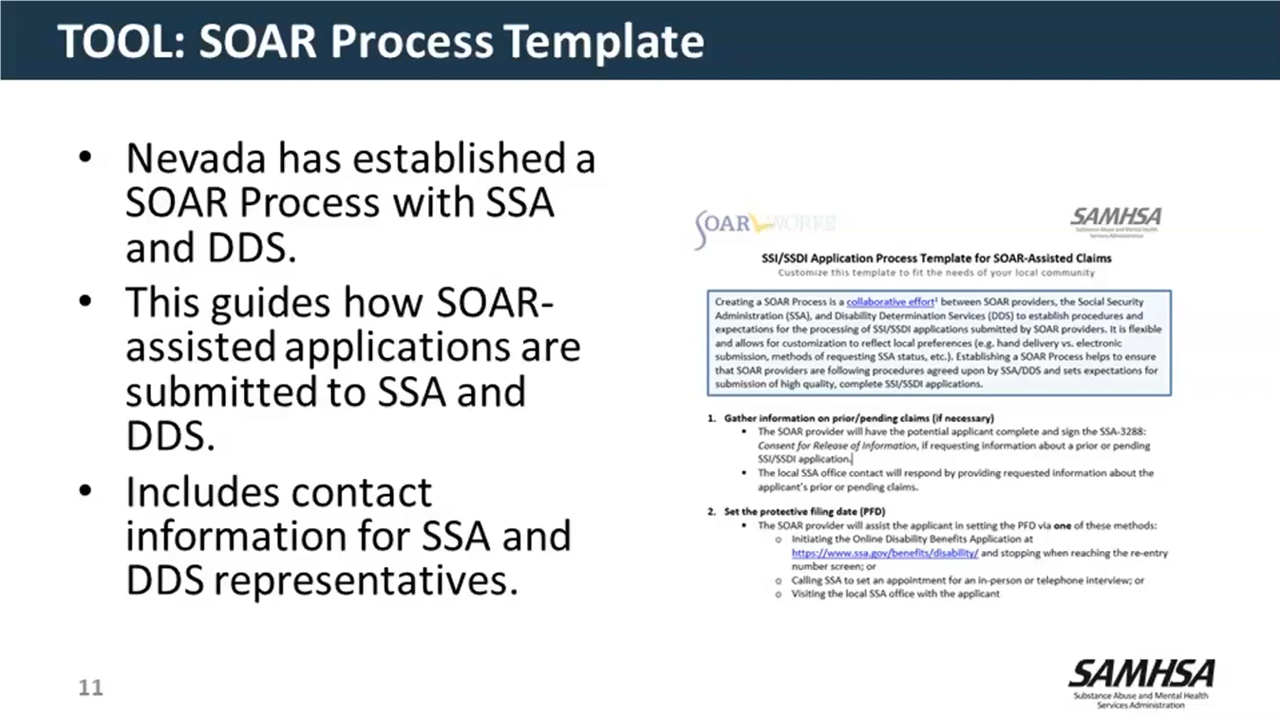 TOOL: SOAR Process Template
• Nevada has established a
SOAR Process with SSA
and DDS.
• This guides how SOAR-
assisted applications are
submitted to SSA and
DDS.
• Includes contact
information for SSA and
DDS representatives.
SOAR WORKS
SAMHSA
Substance Abuse and Mental Health
Services Administration
SSI/SSDI Application Process Template for SOAR-Assisted Claims
Customize this template to fit the needs of your local community
Creating a SOAR Process is a collaborative effort¹ between SOAR providers, the Social Security
Administration (SSA), and Disability Determination Services (DDS) to establish procedures and
expectations for the processing of SSI/SSDI applications submitted by SOAR providers. It is flexible
and allows for customization to reflect local preferences (e.g. hand delivery vs. electronic
submission, methods of requesting SSA status, etc.). Establishing a SOAR Process helps to ensure
that SOAR providers are following procedures agreed upon by SSA/DDS and sets expectations for
submission of high quality, complete SSI/SSDI applications.
1. Gather information on prior/pending claims (if necessary)
▪ The SOAR provider will have the potential applicant complete and sign the SSA-3288:
Consent for Release of Information, if requesting information about a prior or pending
SSI/SSDI application.
▪ The local SSA office contact will respond by providing requested information about the
applicant's prior or pending claims.
2. Set the protective filing date (PFD)
▪ The SOAR provider will assist the applicant in setting the PFD via one of these methods:
o Initiating the Online Disability Benefits Application at
https://www.ssa.gov/benefits/disability/ and stopping when reaching the re-entry
number screen; or
o Calling SSA to set an appointment for an in-person or telephone interview; or
o Visiting the local SSA office with the applicant
11
SAMHSA
Substance Abuse and Mental Health
Services Administration